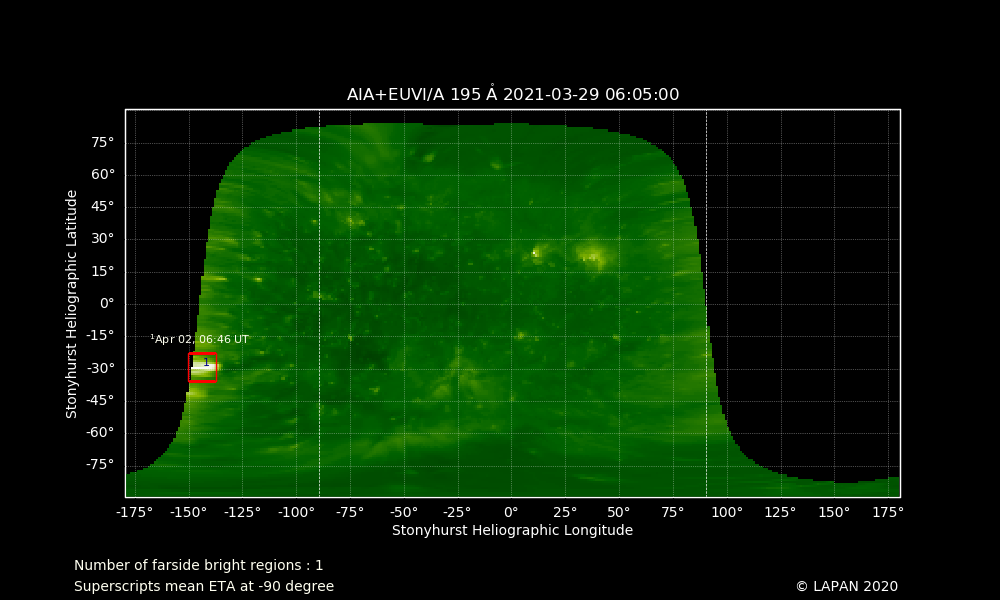 AIA+EUVI/A 195 Å 2021-03-29 06:05:00
Stonyhurst Heliographic Latitude
75°
60°
45°
30°
15°
0°
-15°
-30°
-45°
-60°
-75°
¹Apr 02, 06:46 UT
1
-175° -150° -125° -100° -75° -50° -25° 0° 25° 50° 75° 100° 125° 150° 175°
Stonyhurst Heliographic Longitude
Number of farside bright regions : 1
Superscripts mean ETA at -90 degree
© LAPAN 2020